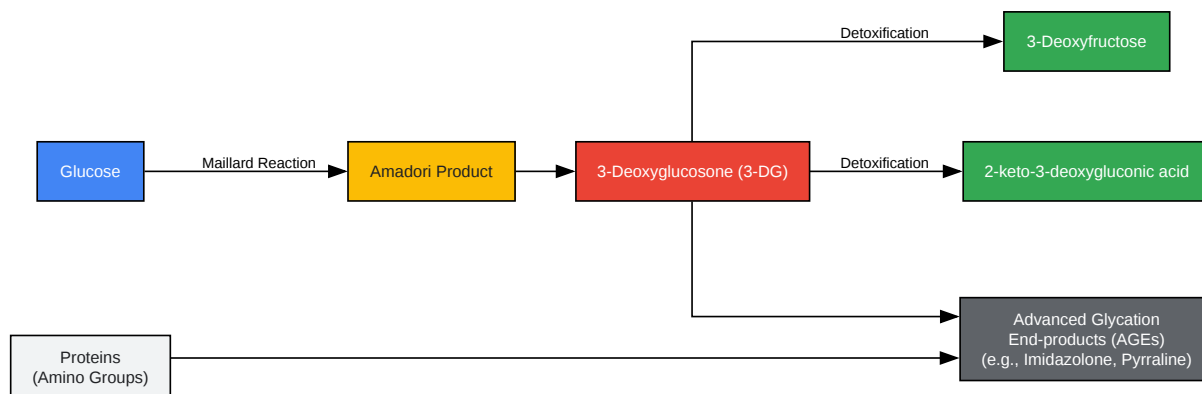 Detoxification
3-Deoxyfructose
Glucose
Maillard Reaction
Amadori Product
3-Deoxyglucosone (3-DG)
Detoxification
2-keto-3-deoxygluconic acid
Proteins
(Amino Groups)
Advanced Glycation
End-products (AGEs)
(e.g., Imidazolone, Pyrraline)